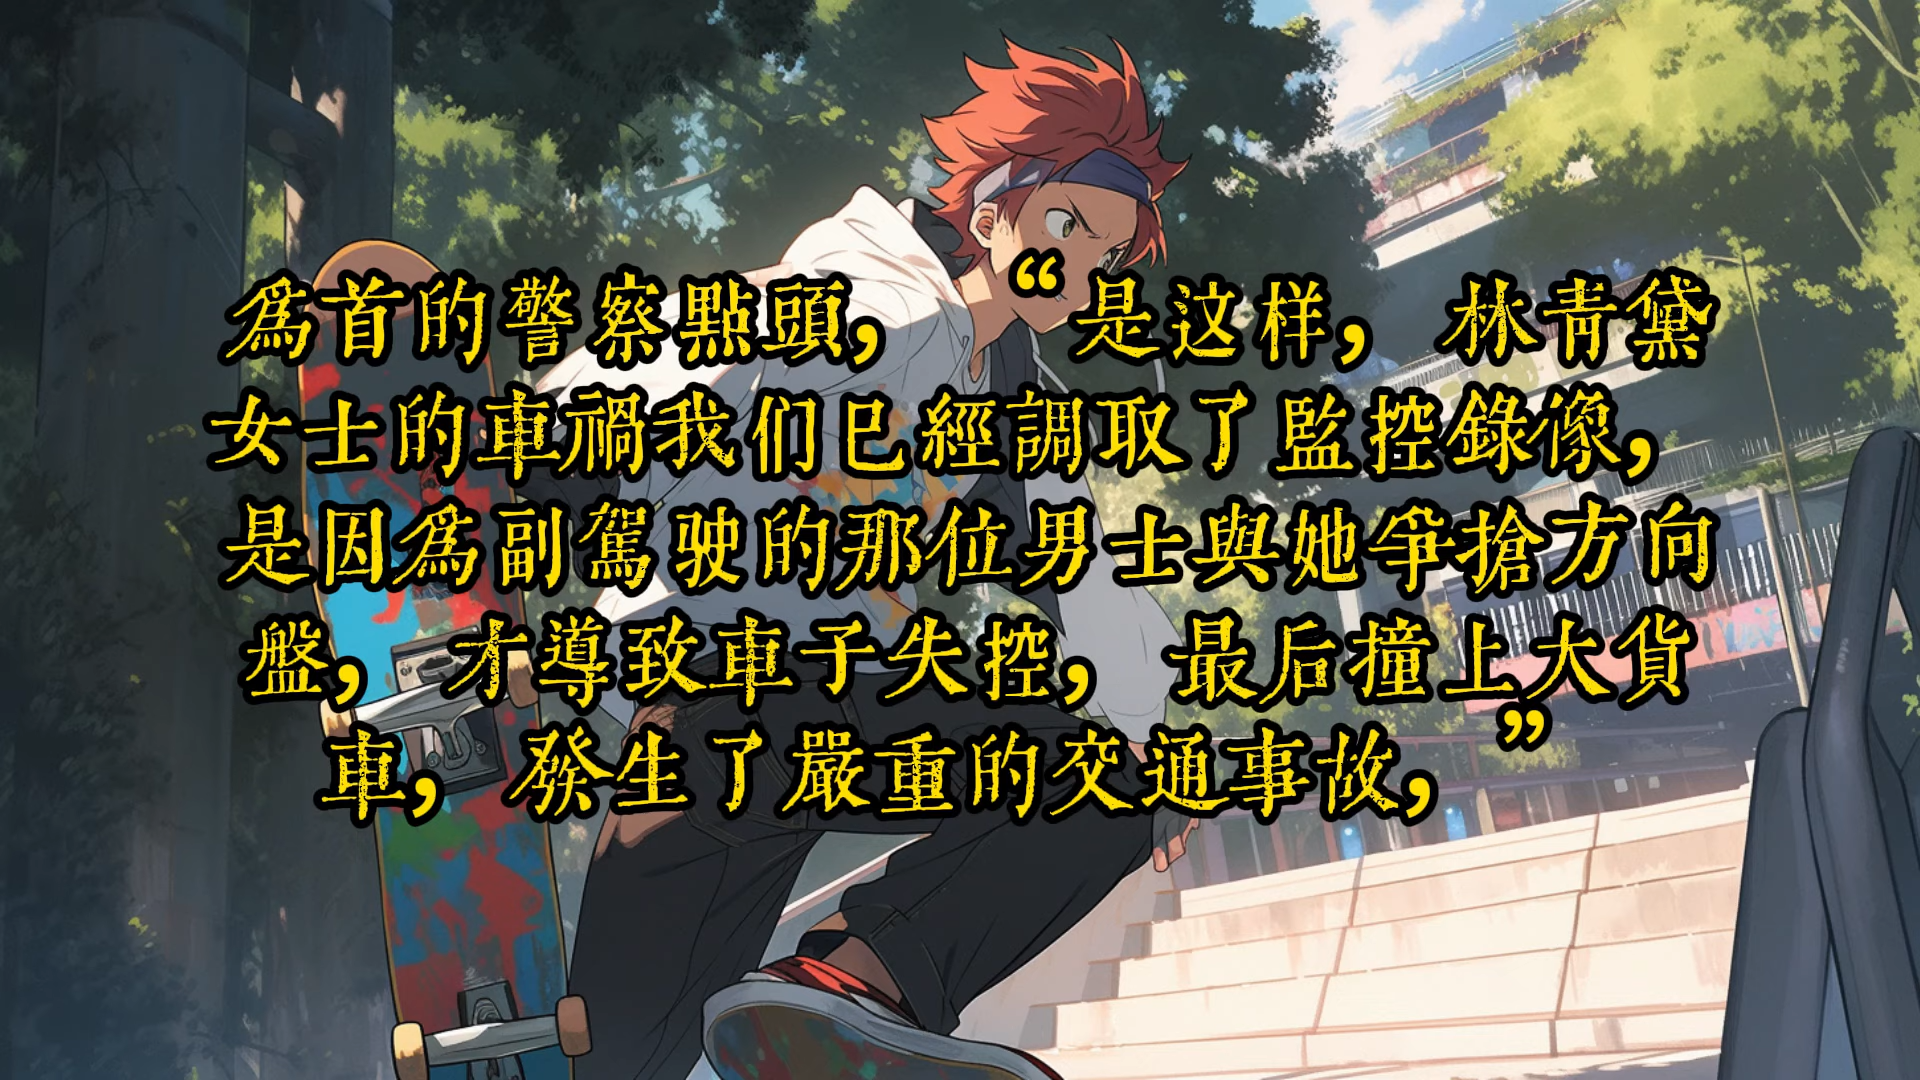 爲首的警察點頭，“是这样，林青黛
女士的車禍我们已經調取了監控錄像，
是因爲副駕驶的那位男士與她爭搶方向
盤，才導致車子失控，最后撞上大貨
車，發生了嚴重的交通事故，”